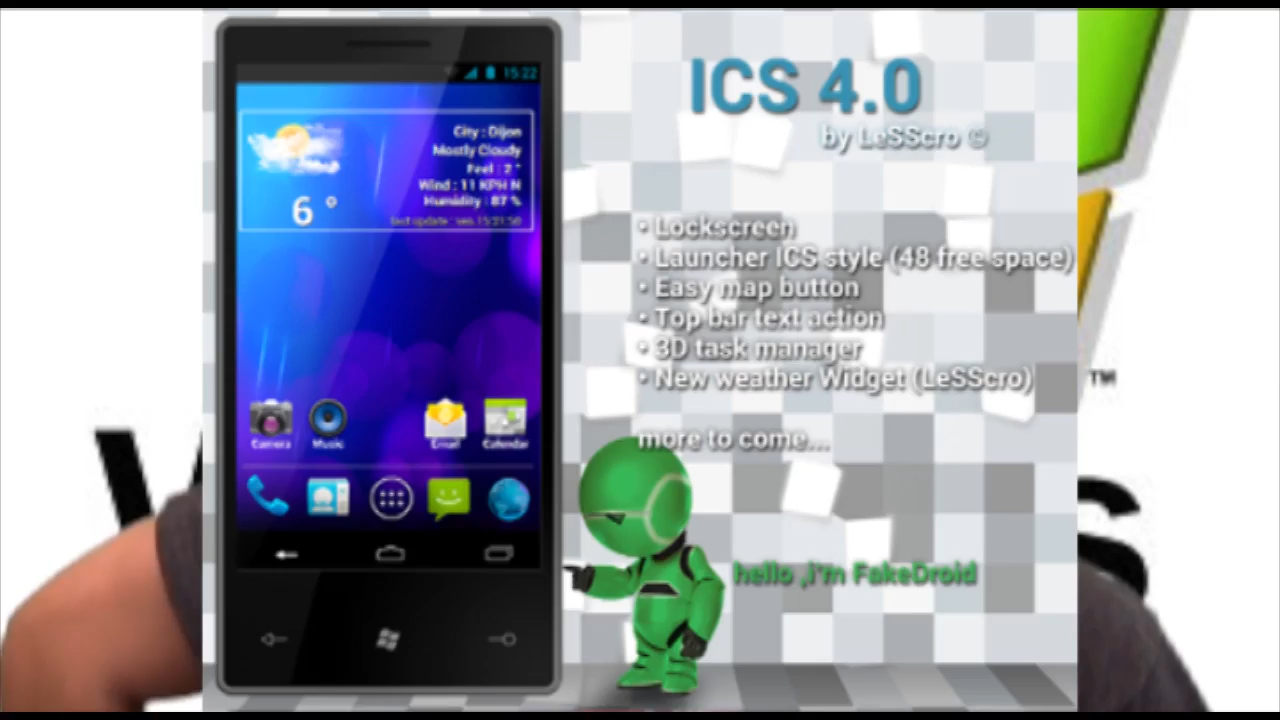 15:22
City : Dijon
Mostly Cloudy
Feel : 2 °
Wind : 11 KPH N
Humidity : 87 %
6 °
ICS 4.0
by LeSScro ©
• Lockscreen
• Launcher ICS style (48 free space)
• Easy map button
• Top bar text action
• 3D task manager
• New weather Widget (LeSScro)
more to come...
Camera
Music
Email
Calendar
hello ,i'm FakeDroid
TM